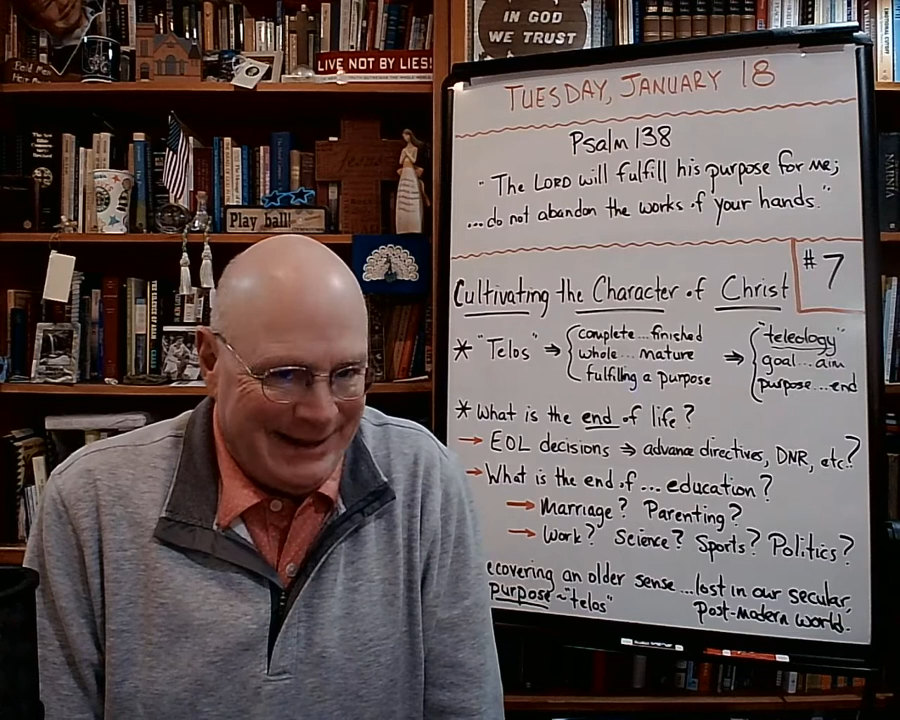 IN GOD
WE TRUST
LIVE NOT BY LIES!
Play ball!
NARNIA
TUESDAY, JANUARY 18
Psalm 138
"The LORD will fulfill his purpose for me;
...do not abandon the works of your hands."
#7
Cultivating the Character of Christ
* "Telos" ⇒ { complete...finished
whole... mature
fulfilling a purpose
⇒ { "teleology"
goal...aim
purpose...end
* What is the end of life?
→ EOL decisions ⇒ advance directives, DNR, etc?
→ What is the end of... education?
→ Marriage? Parenting?
→ Work? Science? Sports? Politics?
ecovering an older sense ...lost in our secular,
purpose ~ "telos" post-modern world.